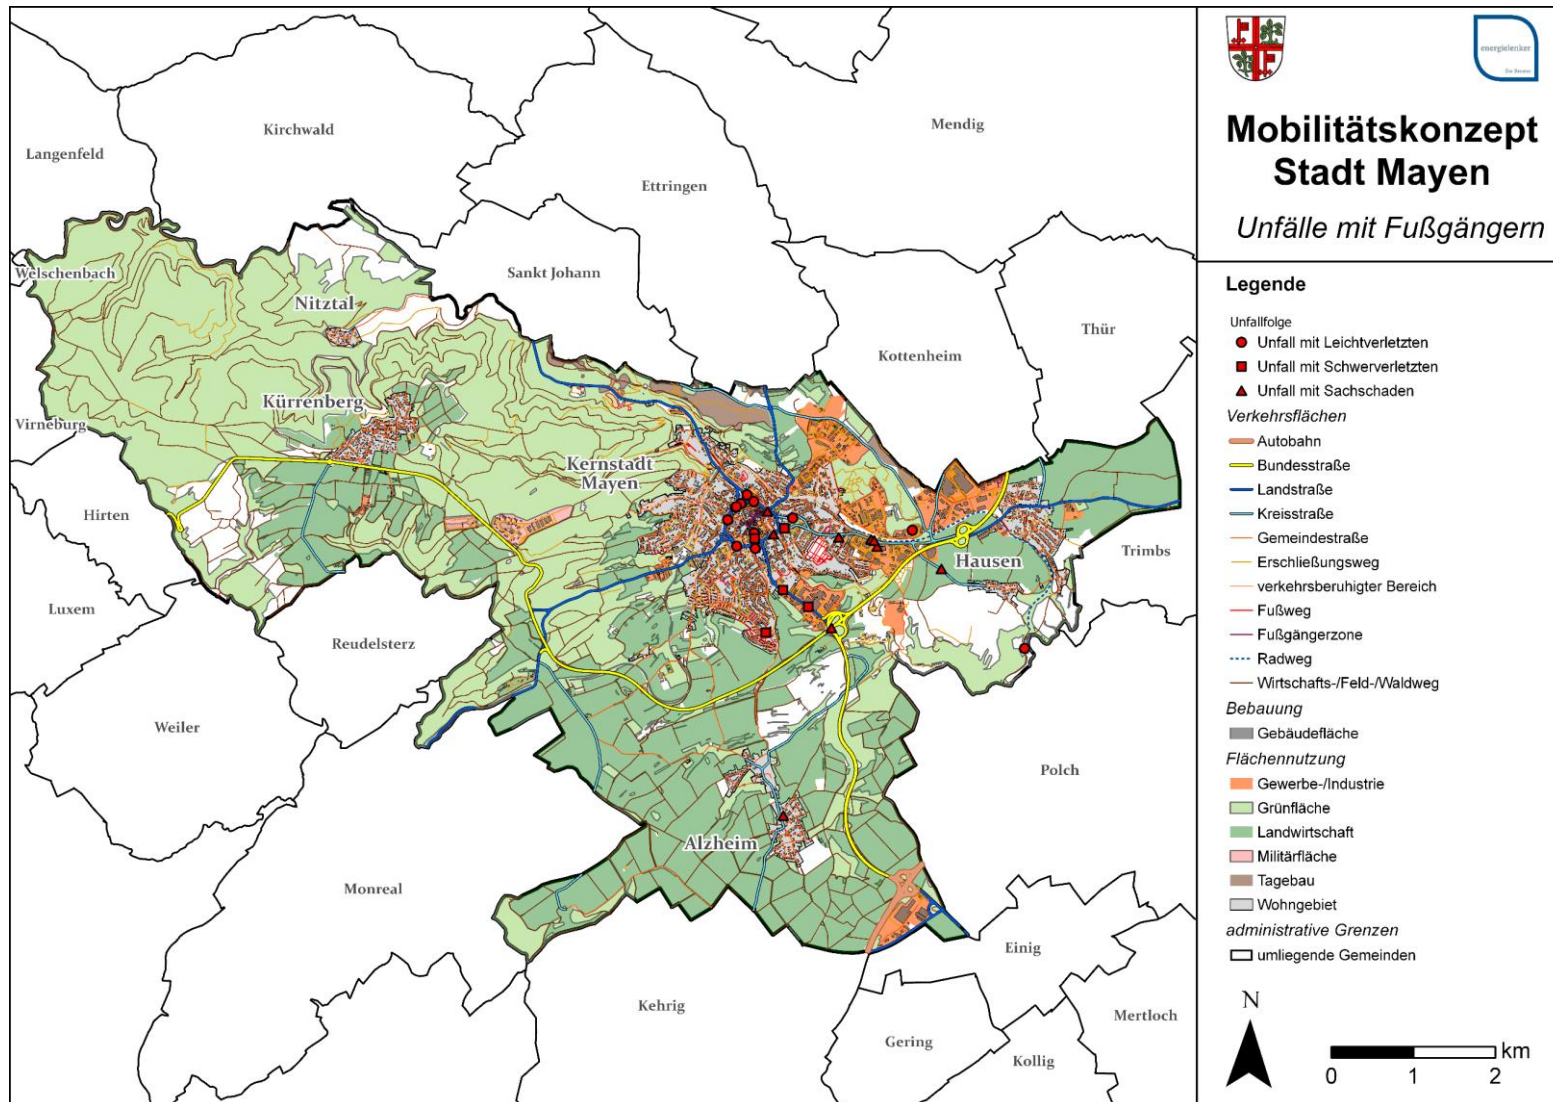 Kirchwald
Langenfeld
Mendig
Ettringen
Welschenbach
Sankt Johann
Nitztal
Thür
Kottenheim
Kürrenberg
Virneburg
Kernstadt
Mayen
Hirten
Trimbs
Hausen
Luxem
Reudelsterz
Weiler
Polch
Alzheim
Monreal
Einig
Kehrig
Mertloch
Gering
Kollig
energielenker
Die Berater
Mobilitätskonzept
Stadt Mayen
Unfälle mit Fußgängern
Legende
Unfallfolge
Unfall mit Leichtverletzten
Unfall mit Schwerverletzten
Unfall mit Sachschaden
Verkehrsflächen
Autobahn
Bundesstraße
Landstraße
Kreisstraße
Gemeindestraße
Erschließungsweg
verkehrsberuhigter Bereich
Fußweg
Fußgängerzone
Radweg
Wirtschafts-/Feld-/Waldweg
Bebauung
Gebäudefläche
Flächennutzung
Gewerbe-/Industrie
Grünfläche
Landwirtschaft
Militärfläche
Tagebau
Wohngebiet
administrative Grenzen
umliegende Gemeinden
N
km
0 1 2